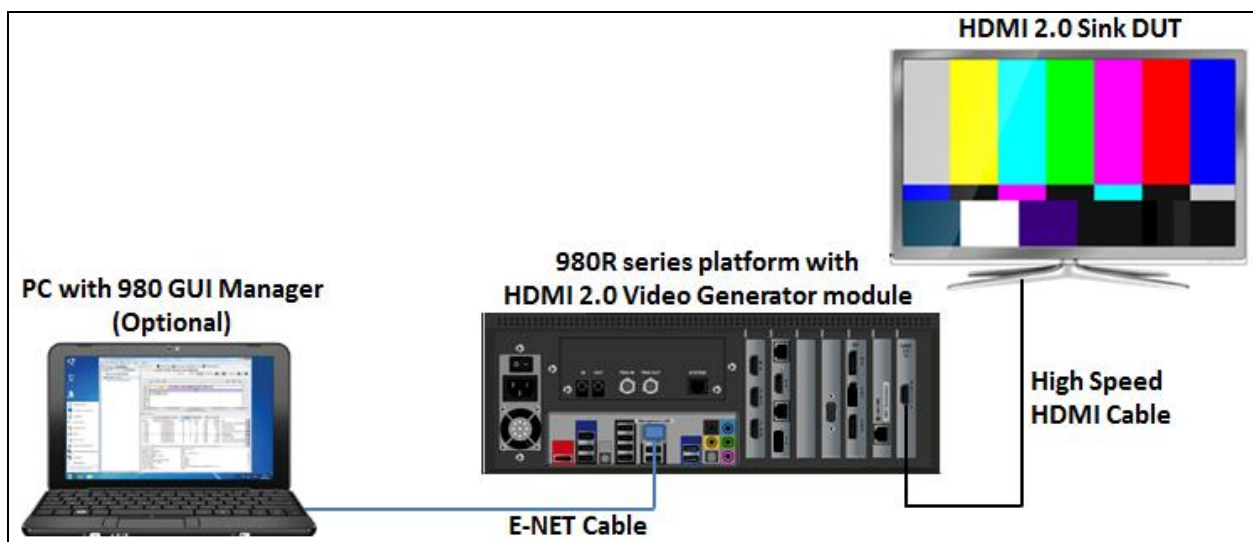 HDMI 2.0 Sink DUT
980R series platform with
HDMI 2.0 Video Generator module
PC with 980 GUI Manager
(Optional)
High Speed
HDMI Cable
E-NET Cable